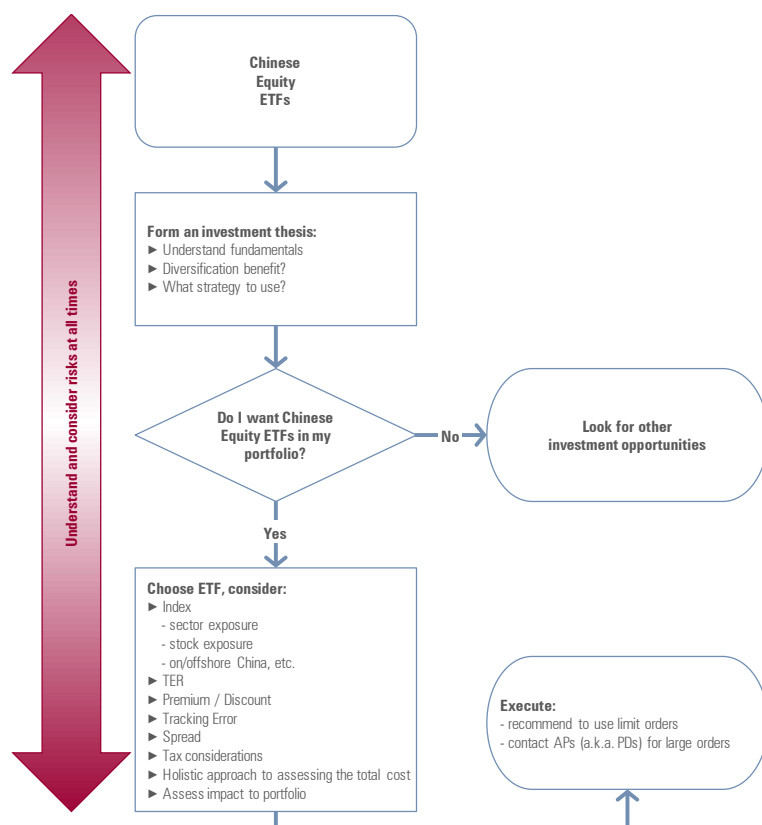 Chinese
Equity
ETFs
Understand and consider risks at all times
Form an investment thesis:
► Understand fundamentals
► Diversification benefit?
► What strategy to use?
Do I want Chinese
Equity ETFs in my
portfolio?
No
Look for other
investment opportunities
Yes
Choose ETF, consider:
► Index
- sector exposure
- stock exposure
- on/offshore China, etc.
► TER
► Premium / Discount
► Tracking Error
► Spread
► Tax considerations
► Holistic approach to assessing the total cost
► Assess impact to portfolio
Execute:
- recommend to use limit orders
- contact APs (a.k.a. PDs) for large orders